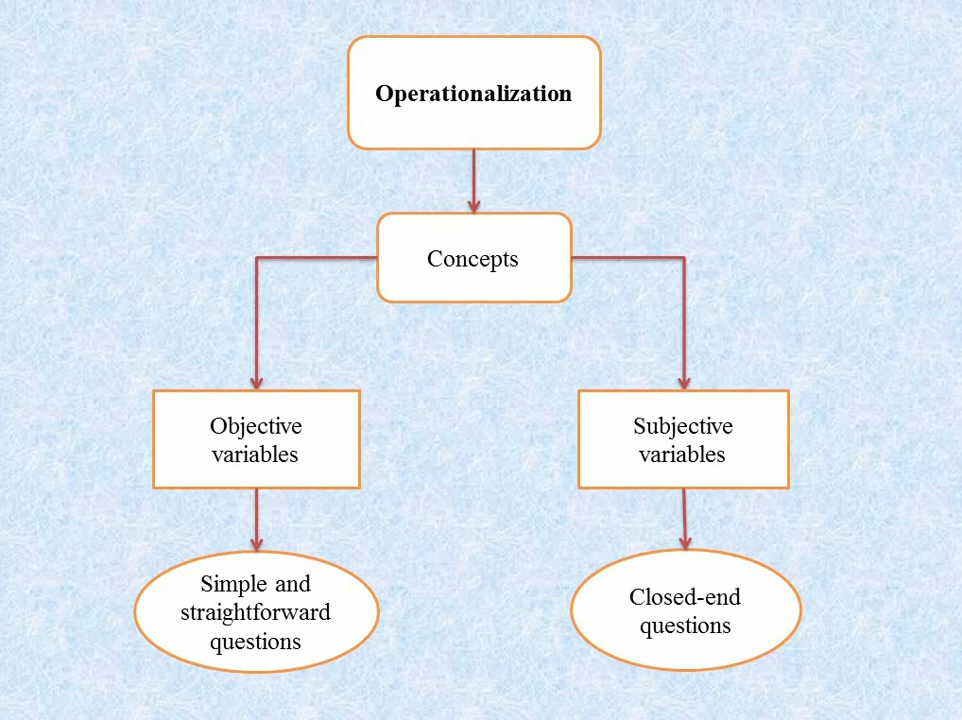 Operationalization
Concepts
Objective
variables
Subjective
variables
Simple and
straightforward
questions
Closed-end
questions